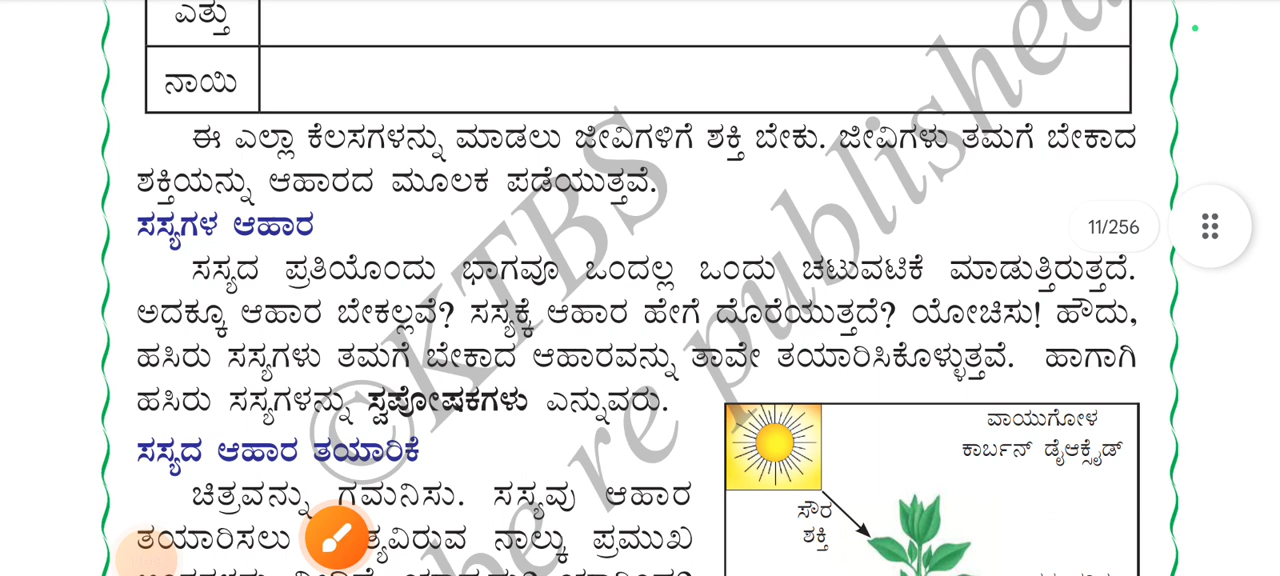 ಎತ್ತು
ನಾಯಿ
ಈ ಎಲ್ಲಾ ಕೆಲಸಗಳನ್ನು ಮಾಡಲು ಜೀವಿಗಳಿಗೆ ಶಕ್ತಿ ಬೇಕು. ಜೀವಿಗಳು ತಮಗೆ ಬೇಕಾದ
ಶಕ್ತಿಯನ್ನು ಆಹಾರದ ಮೂಲಕ ಪಡೆಯುತ್ತವೆ.
ಸಸ್ಯಗಳ ಆಹಾರ
11/256
ಸಸ್ಯದ ಪ್ರತಿಯೊಂದು ಭಾಗವೂ ಒಂದಲ್ಲ ಒಂದು ಚಟುವಟಿಕೆ ಮಾಡುತ್ತಿರುತ್ತದೆ.
ಅದಕ್ಕೂ ಆಹಾರ ಬೇಕಲ್ಲವೆ? ಸಸ್ಯಕ್ಕೆ ಆಹಾರ ಹೇಗೆ ದೊರೆಯುತ್ತದೆ? ಯೋಚಿಸು! ಹೌದು,
ಹಸಿರು ಸಸ್ಯಗಳು ತಮಗೆ ಬೇಕಾದ ಆಹಾರವನ್ನು ತಾವೇ ತಯಾರಿಸಿಕೊಳ್ಳುತ್ತವೆ. ಹಾಗಾಗಿ
ಹಸಿರು ಸಸ್ಯಗಳನ್ನು ಸ್ವಪೋಷಕಗಳು ಎನ್ನುವರು.
ಸಸ್ಯದ ಆಹಾರ ತಯಾರಿಕೆ
ಚಿತ್ರವನ್ನು ಗಮನಿಸು. ಸಸ್ಯವು ಆಹಾರ
ತಯಾರಿಸಲು ನಾಲ್ಕು ಪ್ರಮುಖ
ವಾಯುಗೋಳ
ಕಾರ್ಬನ್ ಡೈಆಕ್ಸೈಡ್
ಸೌರ
ಶಕ್ತಿ
©KTBS
be republished